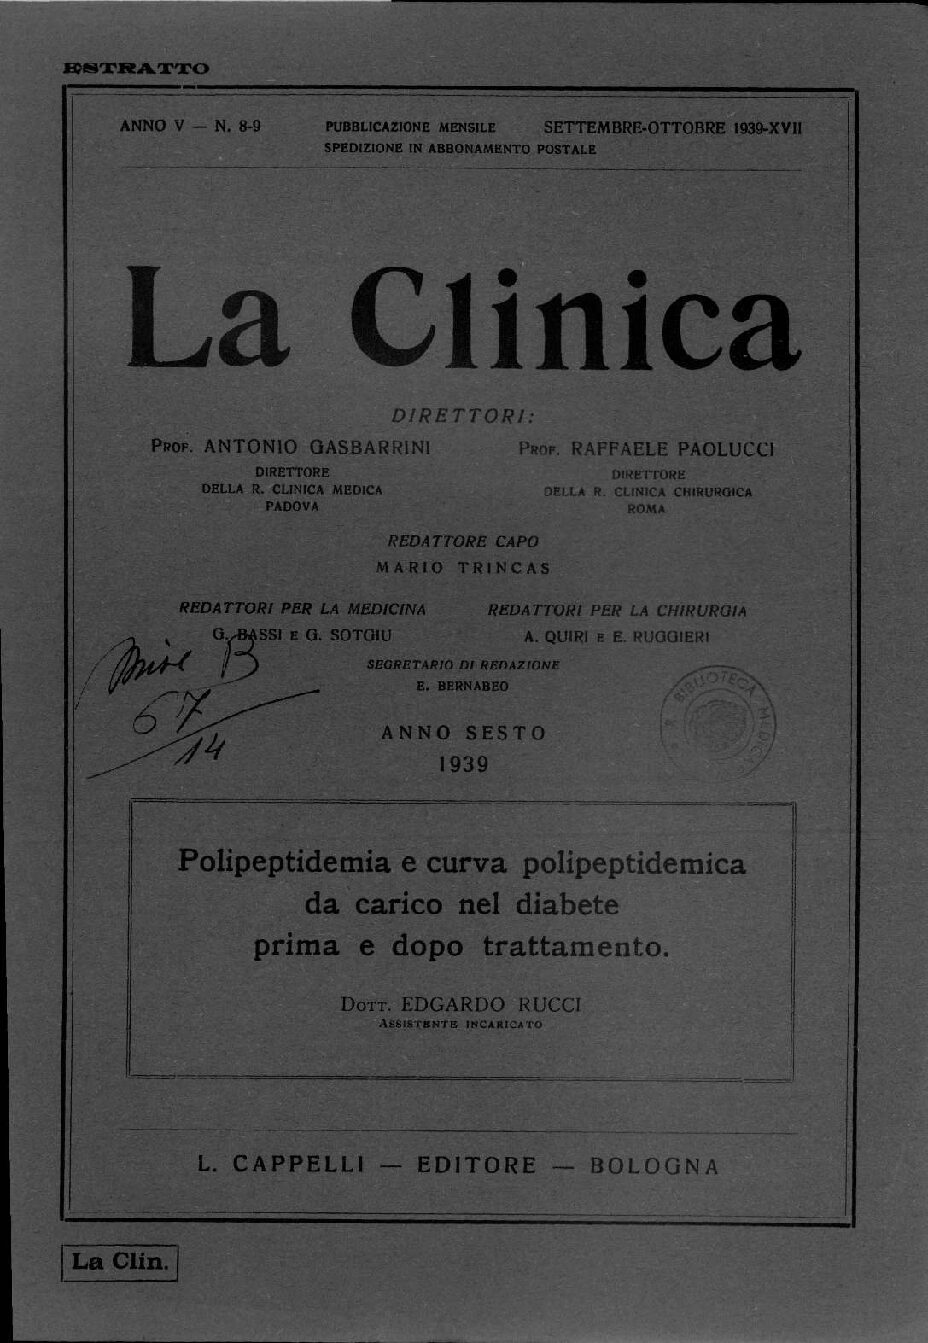 ESTRATTO
ANNO V — N. 8-9 PUBBLICAZIONE MENSILE SETTEMBRE-OTTOBRE 1939-XVII
SPEDIZIONE IN ABBONAMENTO POSTALE
La Clinica
DIRETTORI:
PROF. ANTONIO GASBARRINI PROF. RAFFAELE PAOLUCCI
DIRETTORE DIRETTORE
DELLA R. CLINICA MEDICA DELLA R. CLINICA CHIRURGICA
PADOVA ROMA
REDATTORE CAPO
MARIO TRINCAS
REDATTORI PER LA MEDICINA REDATTORI PER LA CHIRURGIA
G. BASSI E G. SOTGIU A. QUIRI E E. RUGGIERI
SEGRETARIO DI REDAZIONE
E. BERNABEO
B
67
14
BIBLIOTECA MEDICA
ANNO SESTO
1939
Polipeptidemia e curva polipeptidemica
da carico nel diabete
prima e dopo trattamento.
DOTT. EDGARDO RUCCI
ASSISTENTE INCARICATO
L. CAPPELLI — EDITORE — BOLOGNA
La Clin.